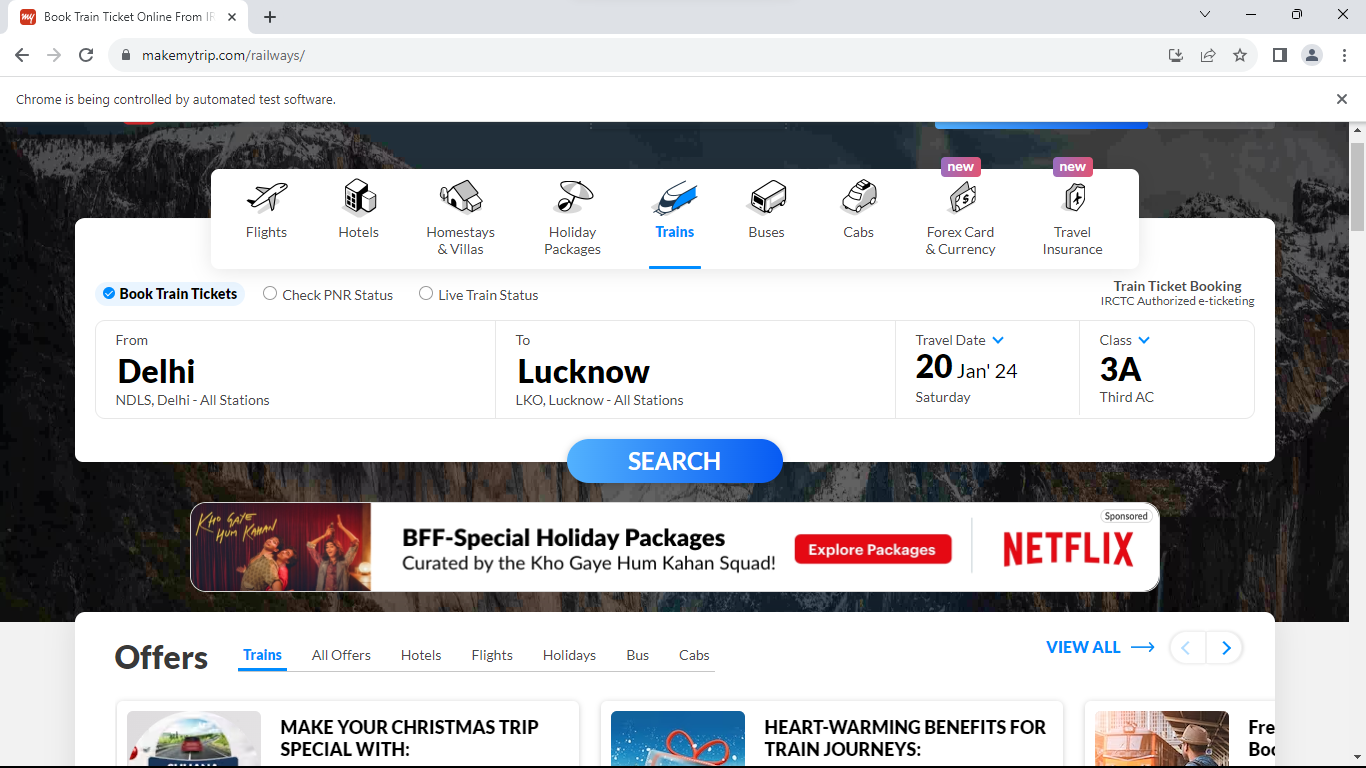 my
Book Train Ticket Online From IR
makemytrip.com/railways/
Chrome is being controlled by automated test software.
new
new
Flights
Hotels
Homestays
& Villas
Holiday
Packages
Trains
Buses
Cabs
Forex Card
& Currency
Travel
Insurance
Book Train Tickets
Check PNR Status
Live Train Status
Train Ticket Booking
IRCTC Authorized e-ticketing
From
Delhi
NDLS, Delhi - All Stations
To
Lucknow
LKO, Lucknow - All Stations
Travel Date
20 Jan' 24
Saturday
Class
3A
Third AC
SEARCH
KHO GAYE
HUM KAHAN
BFF-Special Holiday Packages
Curated by the Kho Gaye Hum Kahan Squad!
Explore Packages
Sponsored
NETFLIX
Offers
Trains
All Offers
Hotels
Flights
Holidays
Bus
Cabs
VIEW ALL
MAKE YOUR CHRISTMAS TRIP
SPECIAL WITH:
HEART-WARMING BENEFITS FOR
TRAIN JOURNEYS:
Fre
Boo